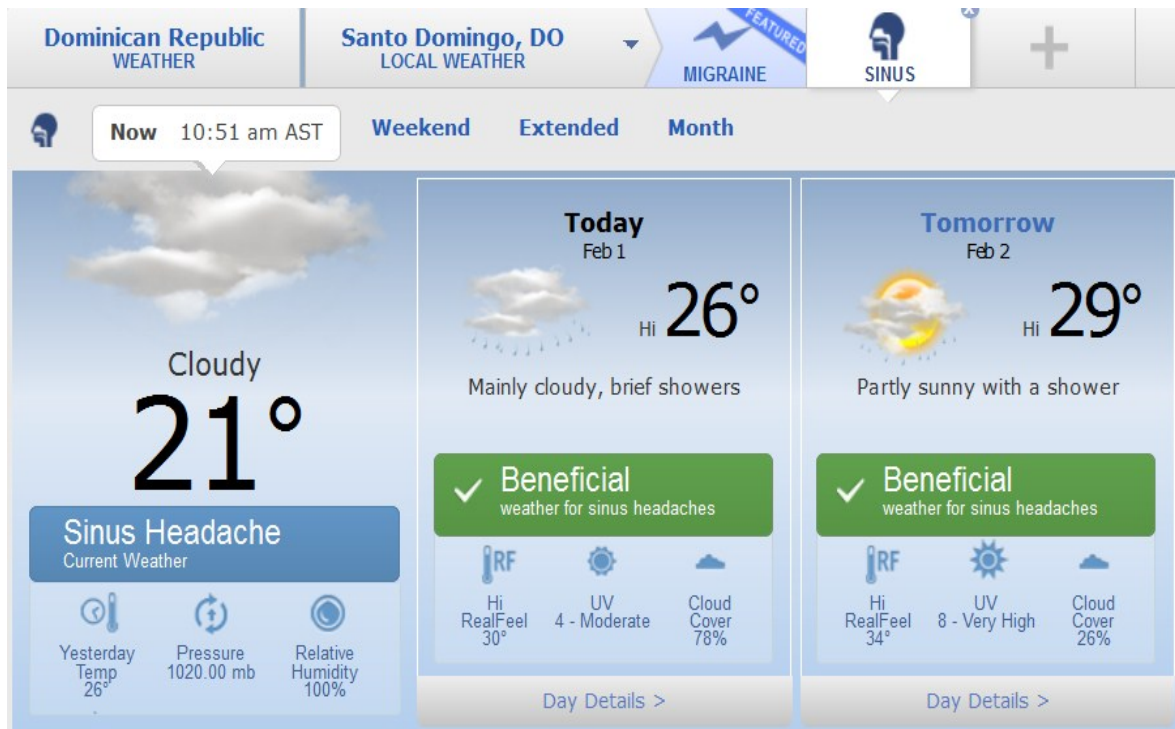 Dominican Republic
WEATHER
Santo Domingo, DO
LOCAL WEATHER
MIGRAINE
FEATURED
SINUS
Now 10:51 am AST
Weekend
Extended
Month
Cloudy
21°
Sinus Headache
Current Weather
Yesterday
Temp
26°
Pressure
1020.00 mb
Relative
Humidity
100%
Today
Feb 1
Hi 26°
Mainly cloudy, brief showers
Beneficial
weather for sinus headaches
RF
Hi
RealFeel
30°
UV
4 - Moderate
Cloud
Cover
78%
Day Details >
Tomorrow
Feb 2
Hi 29°
Partly sunny with a shower
Beneficial
weather for sinus headaches
RF
Hi
RealFeel
34°
UV
8 - Very High
Cloud
Cover
26%
Day Details >